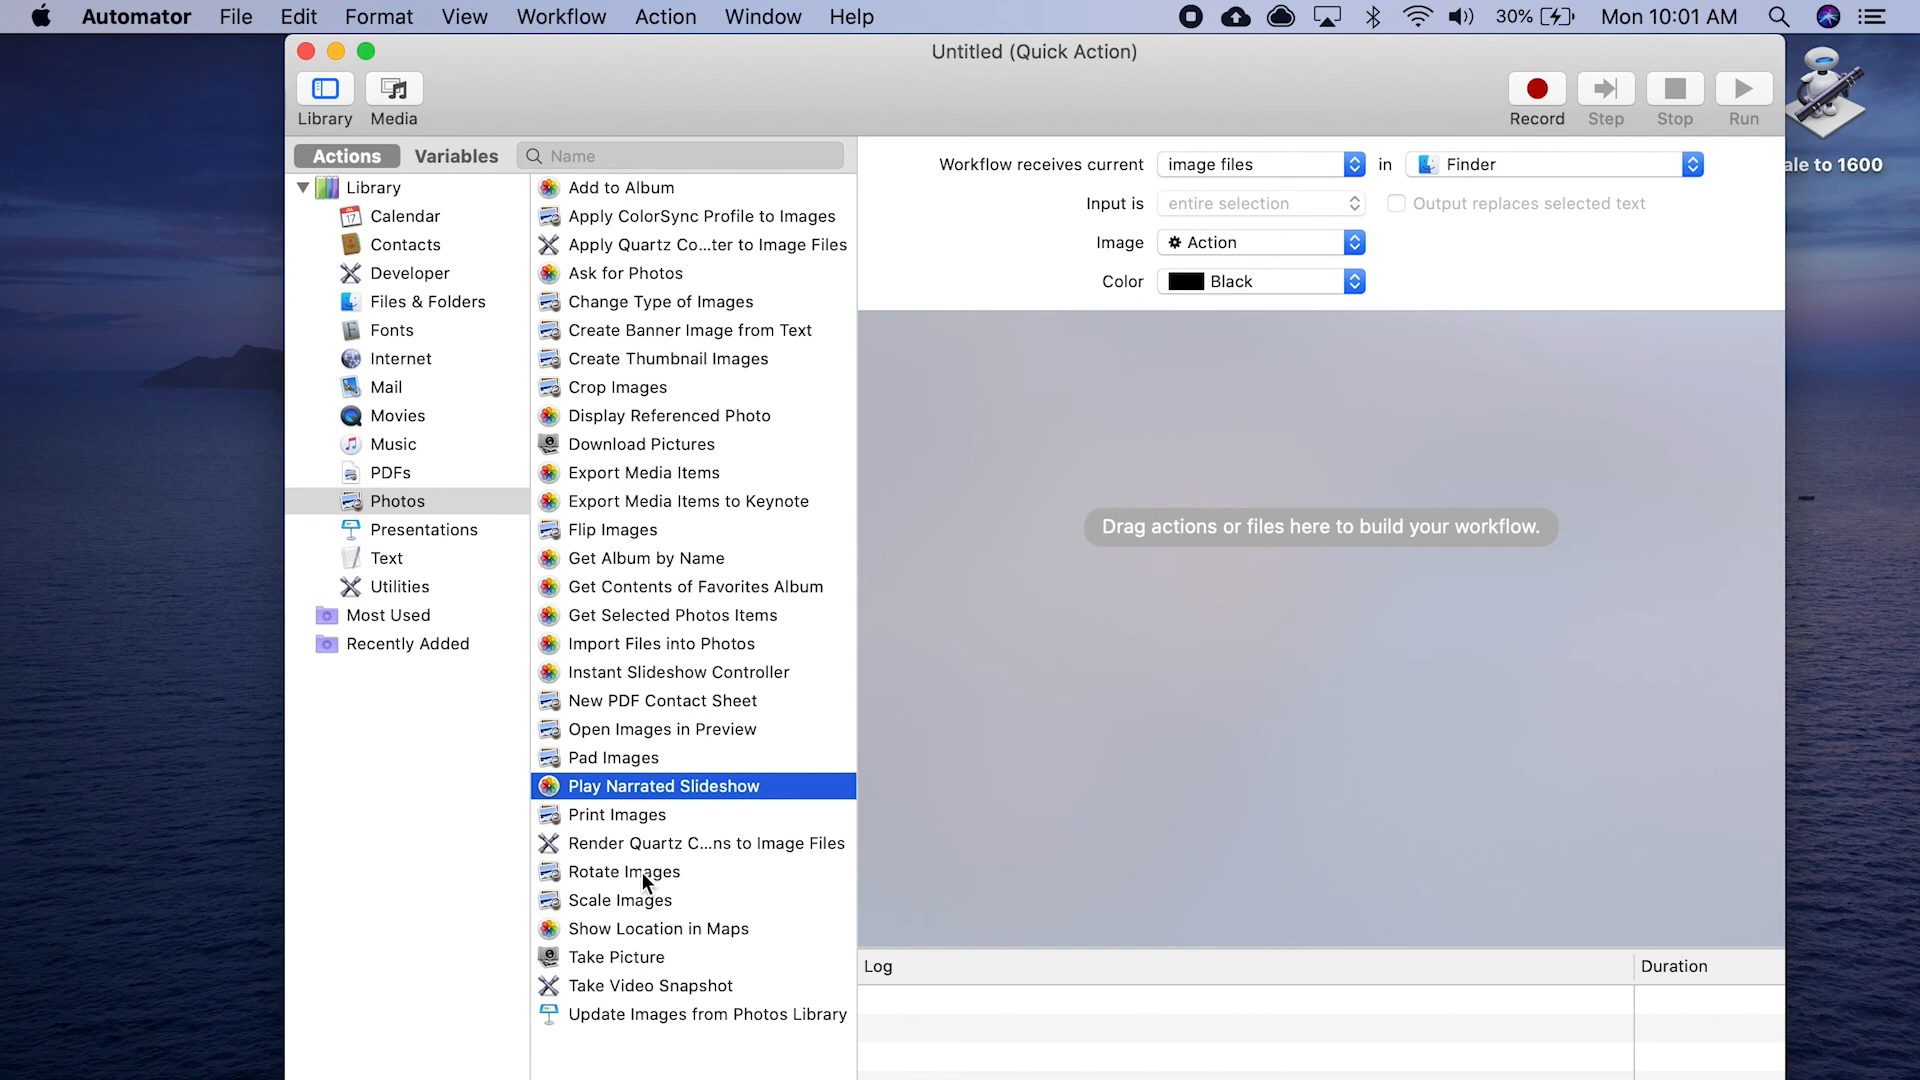 Automator File Edit Format View Workflow Action Window Help 30% Mon 10:01 AM
Untitled (Quick Action)
Library Media Record Step Stop Run
Actions Variables Name
Library
Calendar
Contacts
Developer
Files & Folders
Fonts
Internet
Mail
Movies
Music
PDFs
Photos
Presentations
Text
Utilities
Most Used
Recently Added
Add to Album
Apply ColorSync Profile to Images
Apply Quartz Co...ter to Image Files
Ask for Photos
Change Type of Images
Create Banner Image from Text
Create Thumbnail Images
Crop Images
Display Referenced Photo
Download Pictures
Export Media Items
Export Media Items to Keynote
Flip Images
Get Album by Name
Get Contents of Favorites Album
Get Selected Photos Items
Import Files into Photos
Instant Slideshow Controller
New PDF Contact Sheet
Open Images in Preview
Pad Images
Play Narrated Slideshow
Print Images
Render Quartz C...ns to Image Files
Rotate Images
Scale Images
Show Location in Maps
Take Picture
Take Video Snapshot
Update Images from Photos Library
Workflow receives current image files in Finder
Input is entire selection Output replaces selected text
Image Action
Color Black
Drag actions or files here to build your workflow.
Log Duration
ale to 1600
17